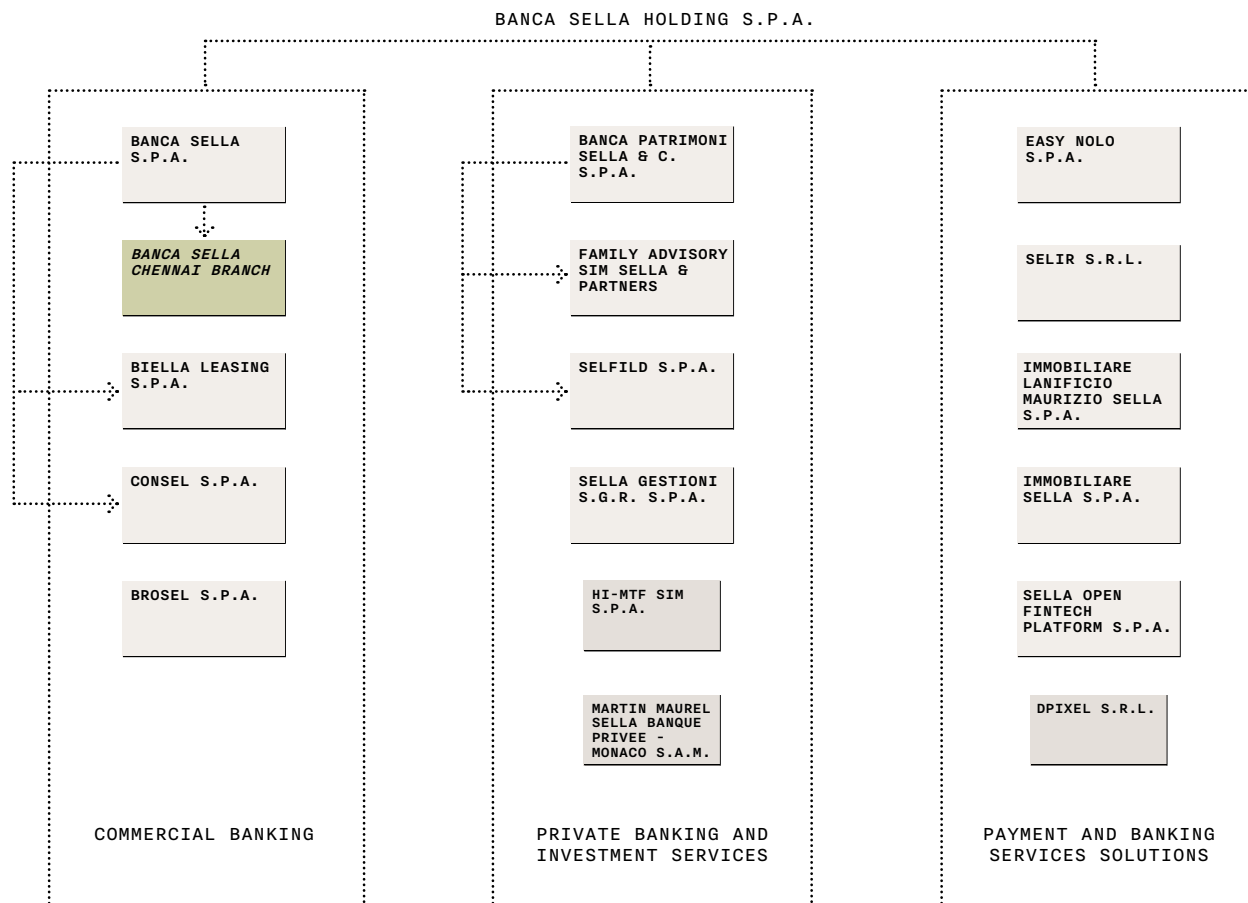 BANCA SELLA HOLDING S.P.A.
BANCA SELLA
S.P.A.
BANCA SELLA
CHENNAI BRANCH
BIELLA LEASING
S.P.A.
CONSEL S.P.A.
BROSEL S.P.A.
COMMERCIAL BANKING
BANCA PATRIMONI
SELLA & C.
S.P.A.
FAMILY ADVISORY
SIM SELLA &
PARTNERS
SELFILD S.P.A.
SELLA GESTIONI
S.G.R. S.P.A.
HI-MTF SIM
S.P.A.
MARTIN MAUREL
SELLA BANQUE
PRIVEE -
MONACO S.A.M.
PRIVATE BANKING AND
INVESTMENT SERVICES
EASY NOLO
S.P.A.
SELIR S.R.L.
IMMOBILIARE
LANIFICIO
MAURIZIO SELLA
S.P.A.
IMMOBILIARE
SELLA S.P.A.
SELLA OPEN
FINTECH
PLATFORM S.P.A.
DPIXEL S.R.L.
PAYMENT AND BANKING
SERVICES SOLUTIONS